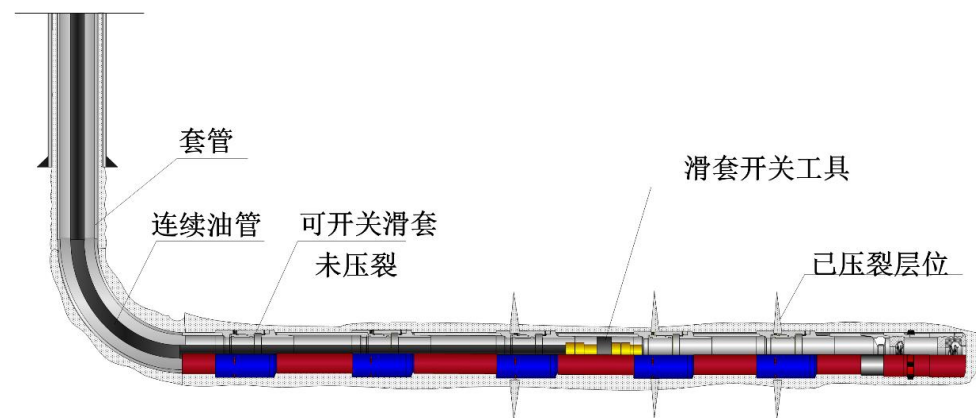 套管
滑套开关工具
连续油管
可开关滑套
未压裂
已压裂层位